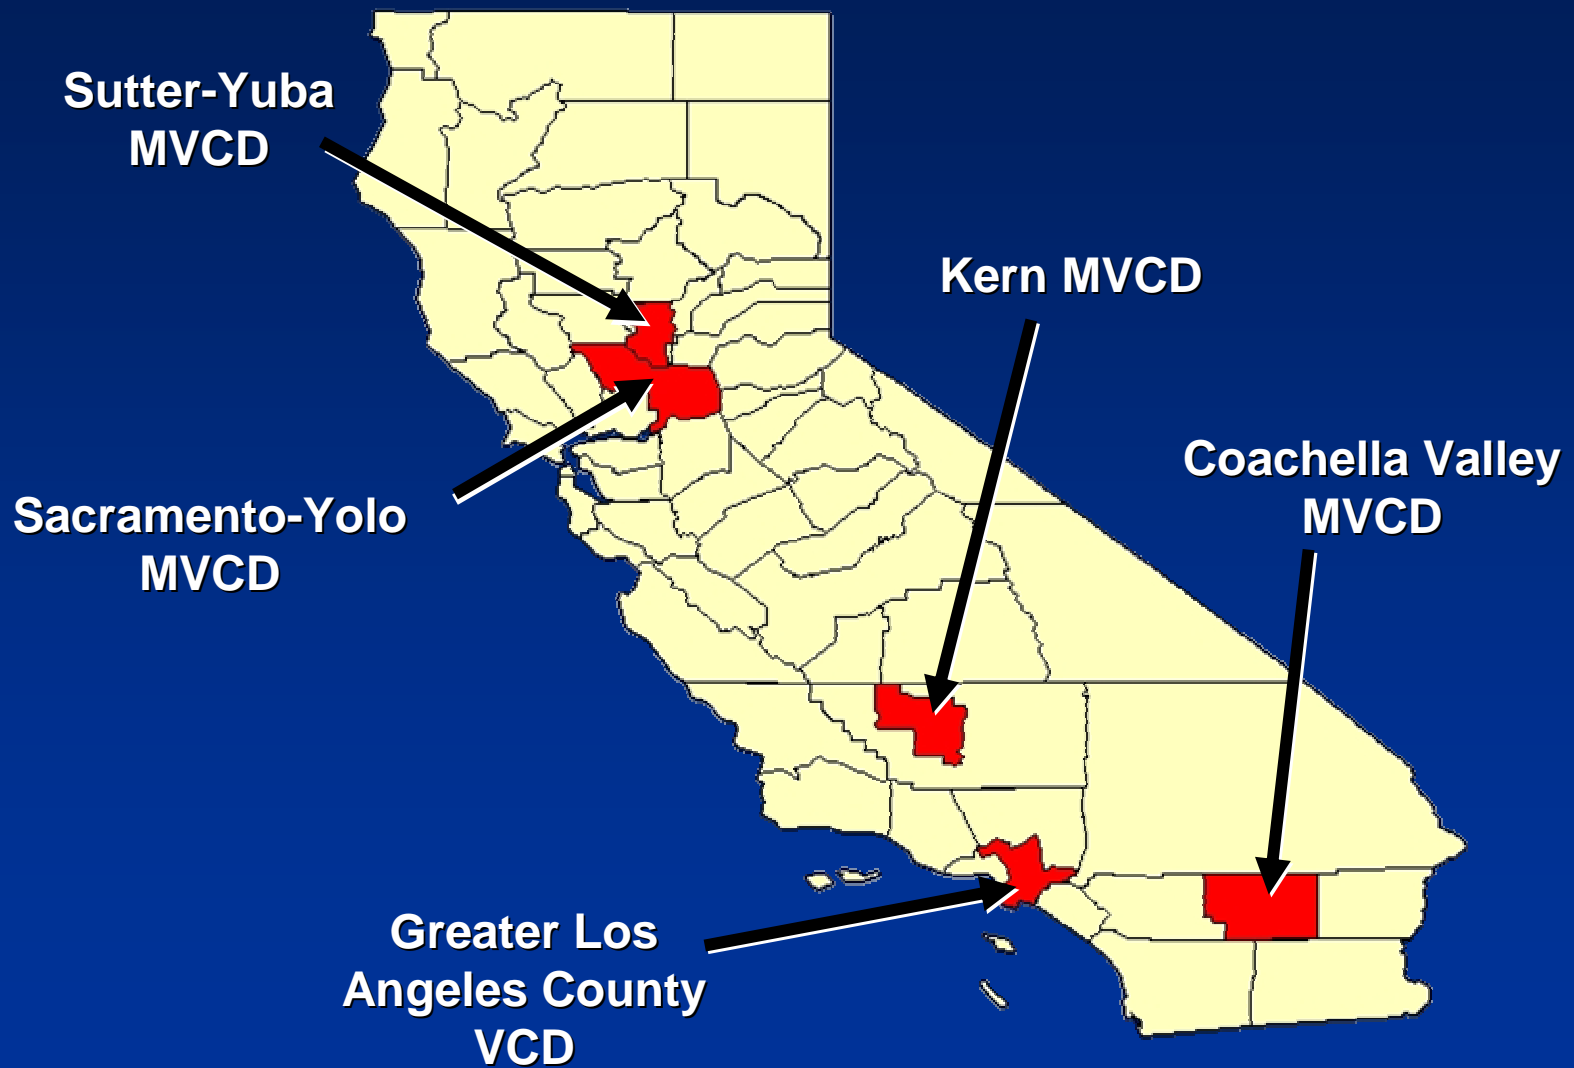 Sutter-Yuba
MVCD
Kern MVCD
Coachella Valley
MVCD
Sacramento-Yolo
MVCD
Greater Los
Angeles County
VCD